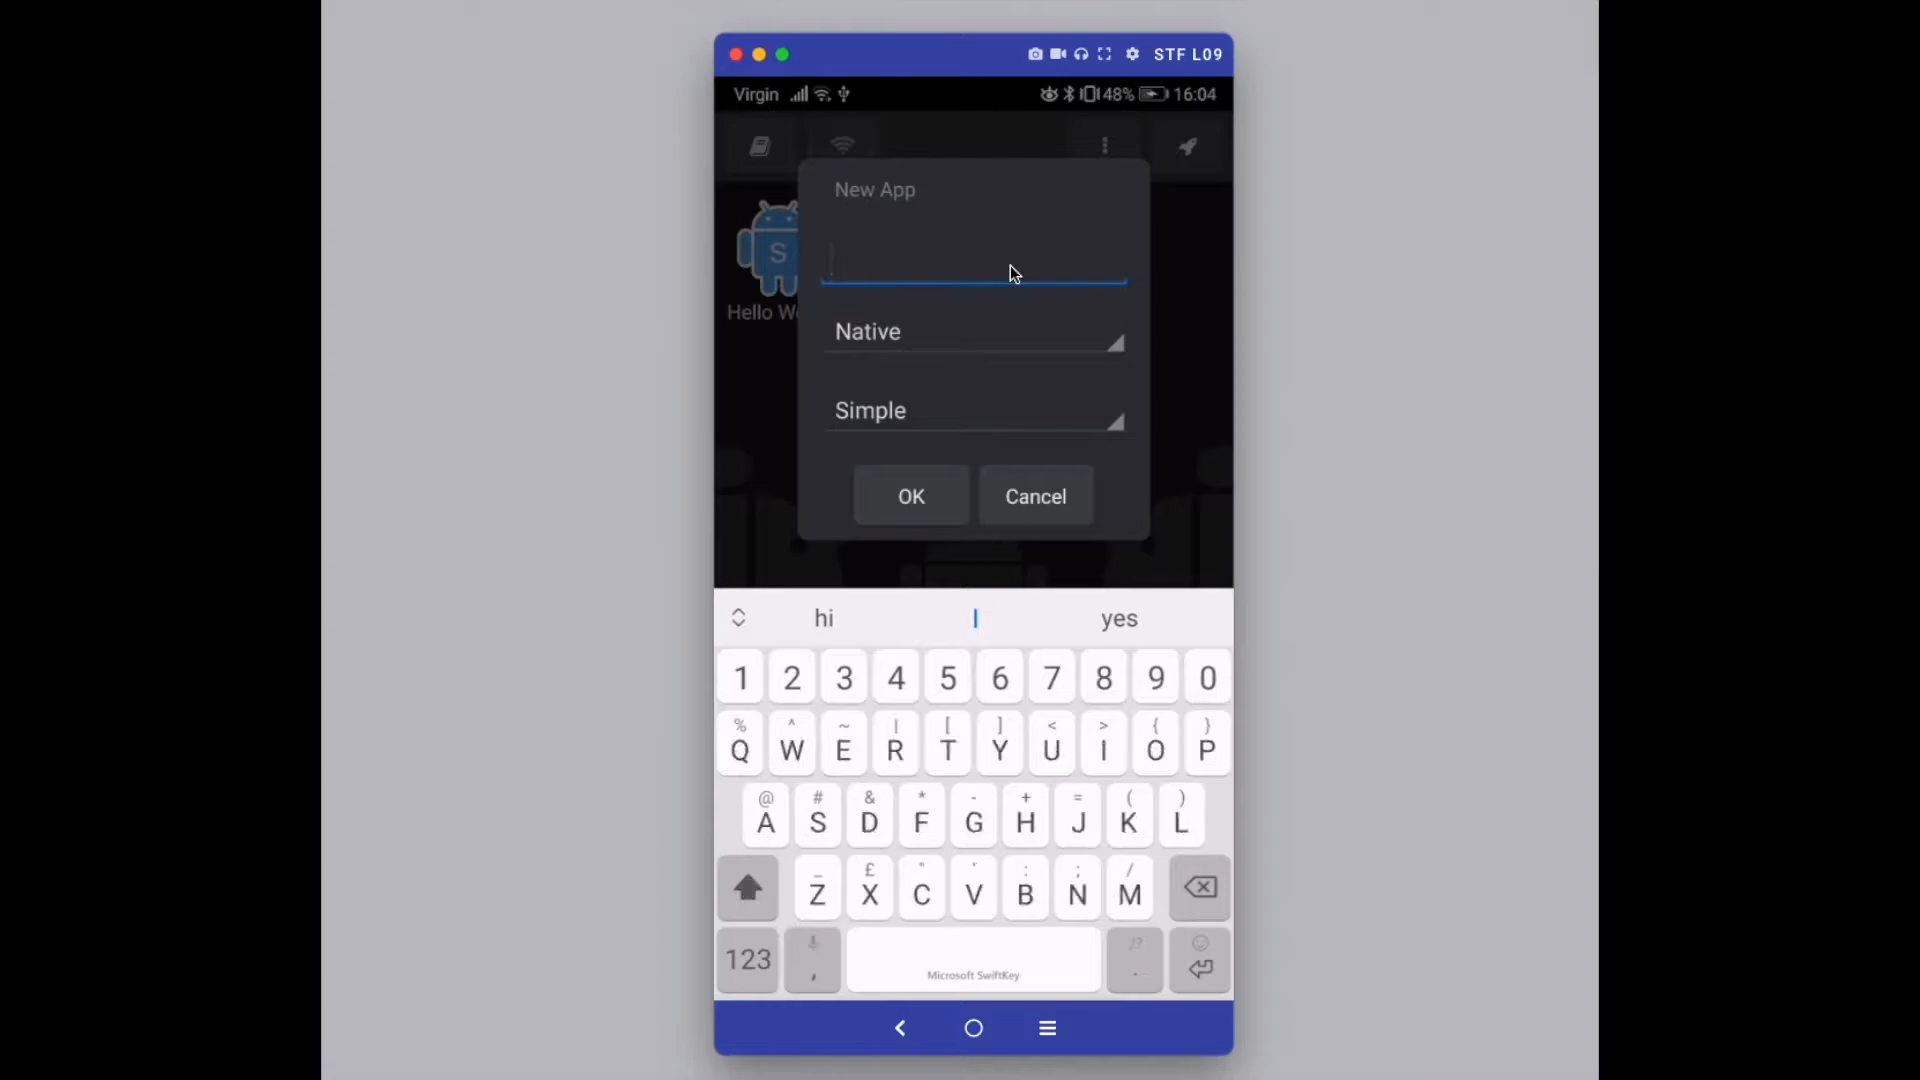 STF L09
Virgin 48% 16:04
New App
S
Hello W
Native
Simple
OK Cancel
hi I yes
1 2 3 4 5 6 7 8 9 0
% ^ ~ | [ ] < > { }
Q W E R T Y U I O P
@ # & * - + = ( )
A S D F G H J K L
_ £ " ' : ; /
Z X C V B N M
!?
123 , Microsoft SwiftKey .